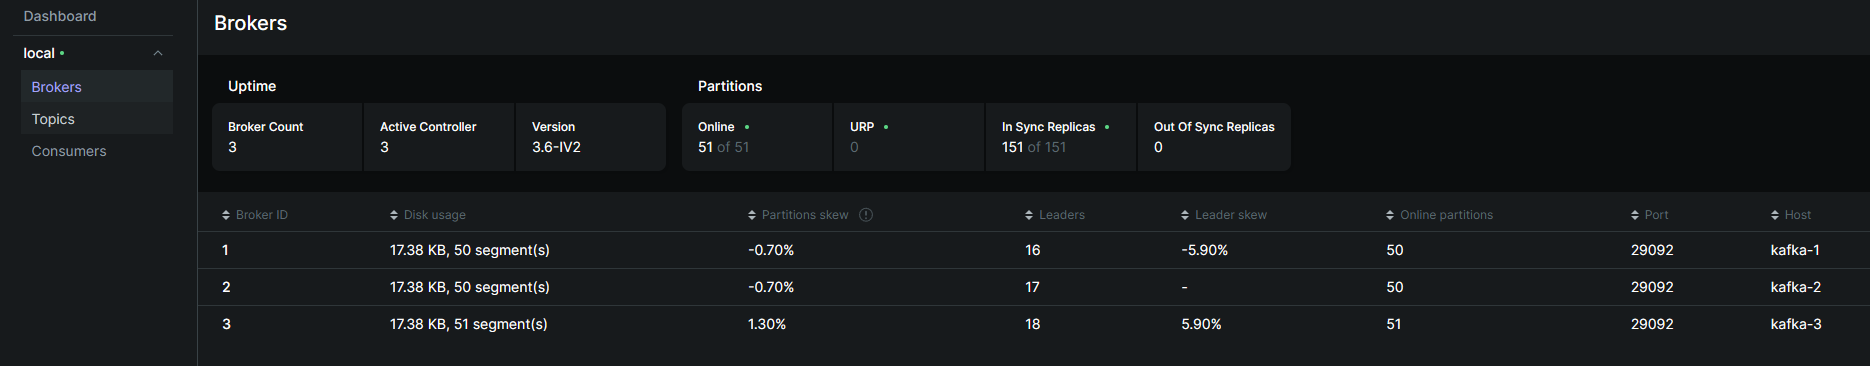 Dashboard
local
Brokers
Topics
Consumers
Brokers
Uptime
Broker Count
3
Active Controller
3
Version
3.6-IV2
Partitions
Online
51 of 51
URP
0
In Sync Replicas
151 of 151
Out Of Sync Replicas
0
Broker ID Disk usage Partitions skew Leaders Leader skew Online partitions Port Host
1 17.38 KB, 50 segment(s) -0.70% 16 -5.90% 50 29092 kafka-1
2 17.38 KB, 50 segment(s) -0.70% 17 - 50 29092 kafka-2
3 17.38 KB, 51 segment(s) 1.30% 18 5.90% 51 29092 kafka-3